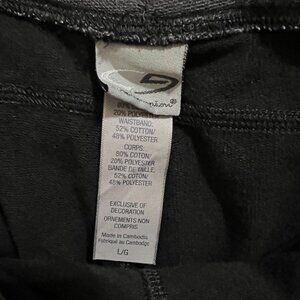 20% POLYESTER
WAISTBAND:
52% COTTON/
48% POLYESTER
CORPS:
80% COTON/
20% POLYESTER
BANDE DE TAILLE:
52% COTON/
48% POLYESTER
EXCLUSIVE OF
DECORATION
ORNEMENTS NON
COMPRIS
Made in Cambodia
Fabriqué au Cambodge
L/G